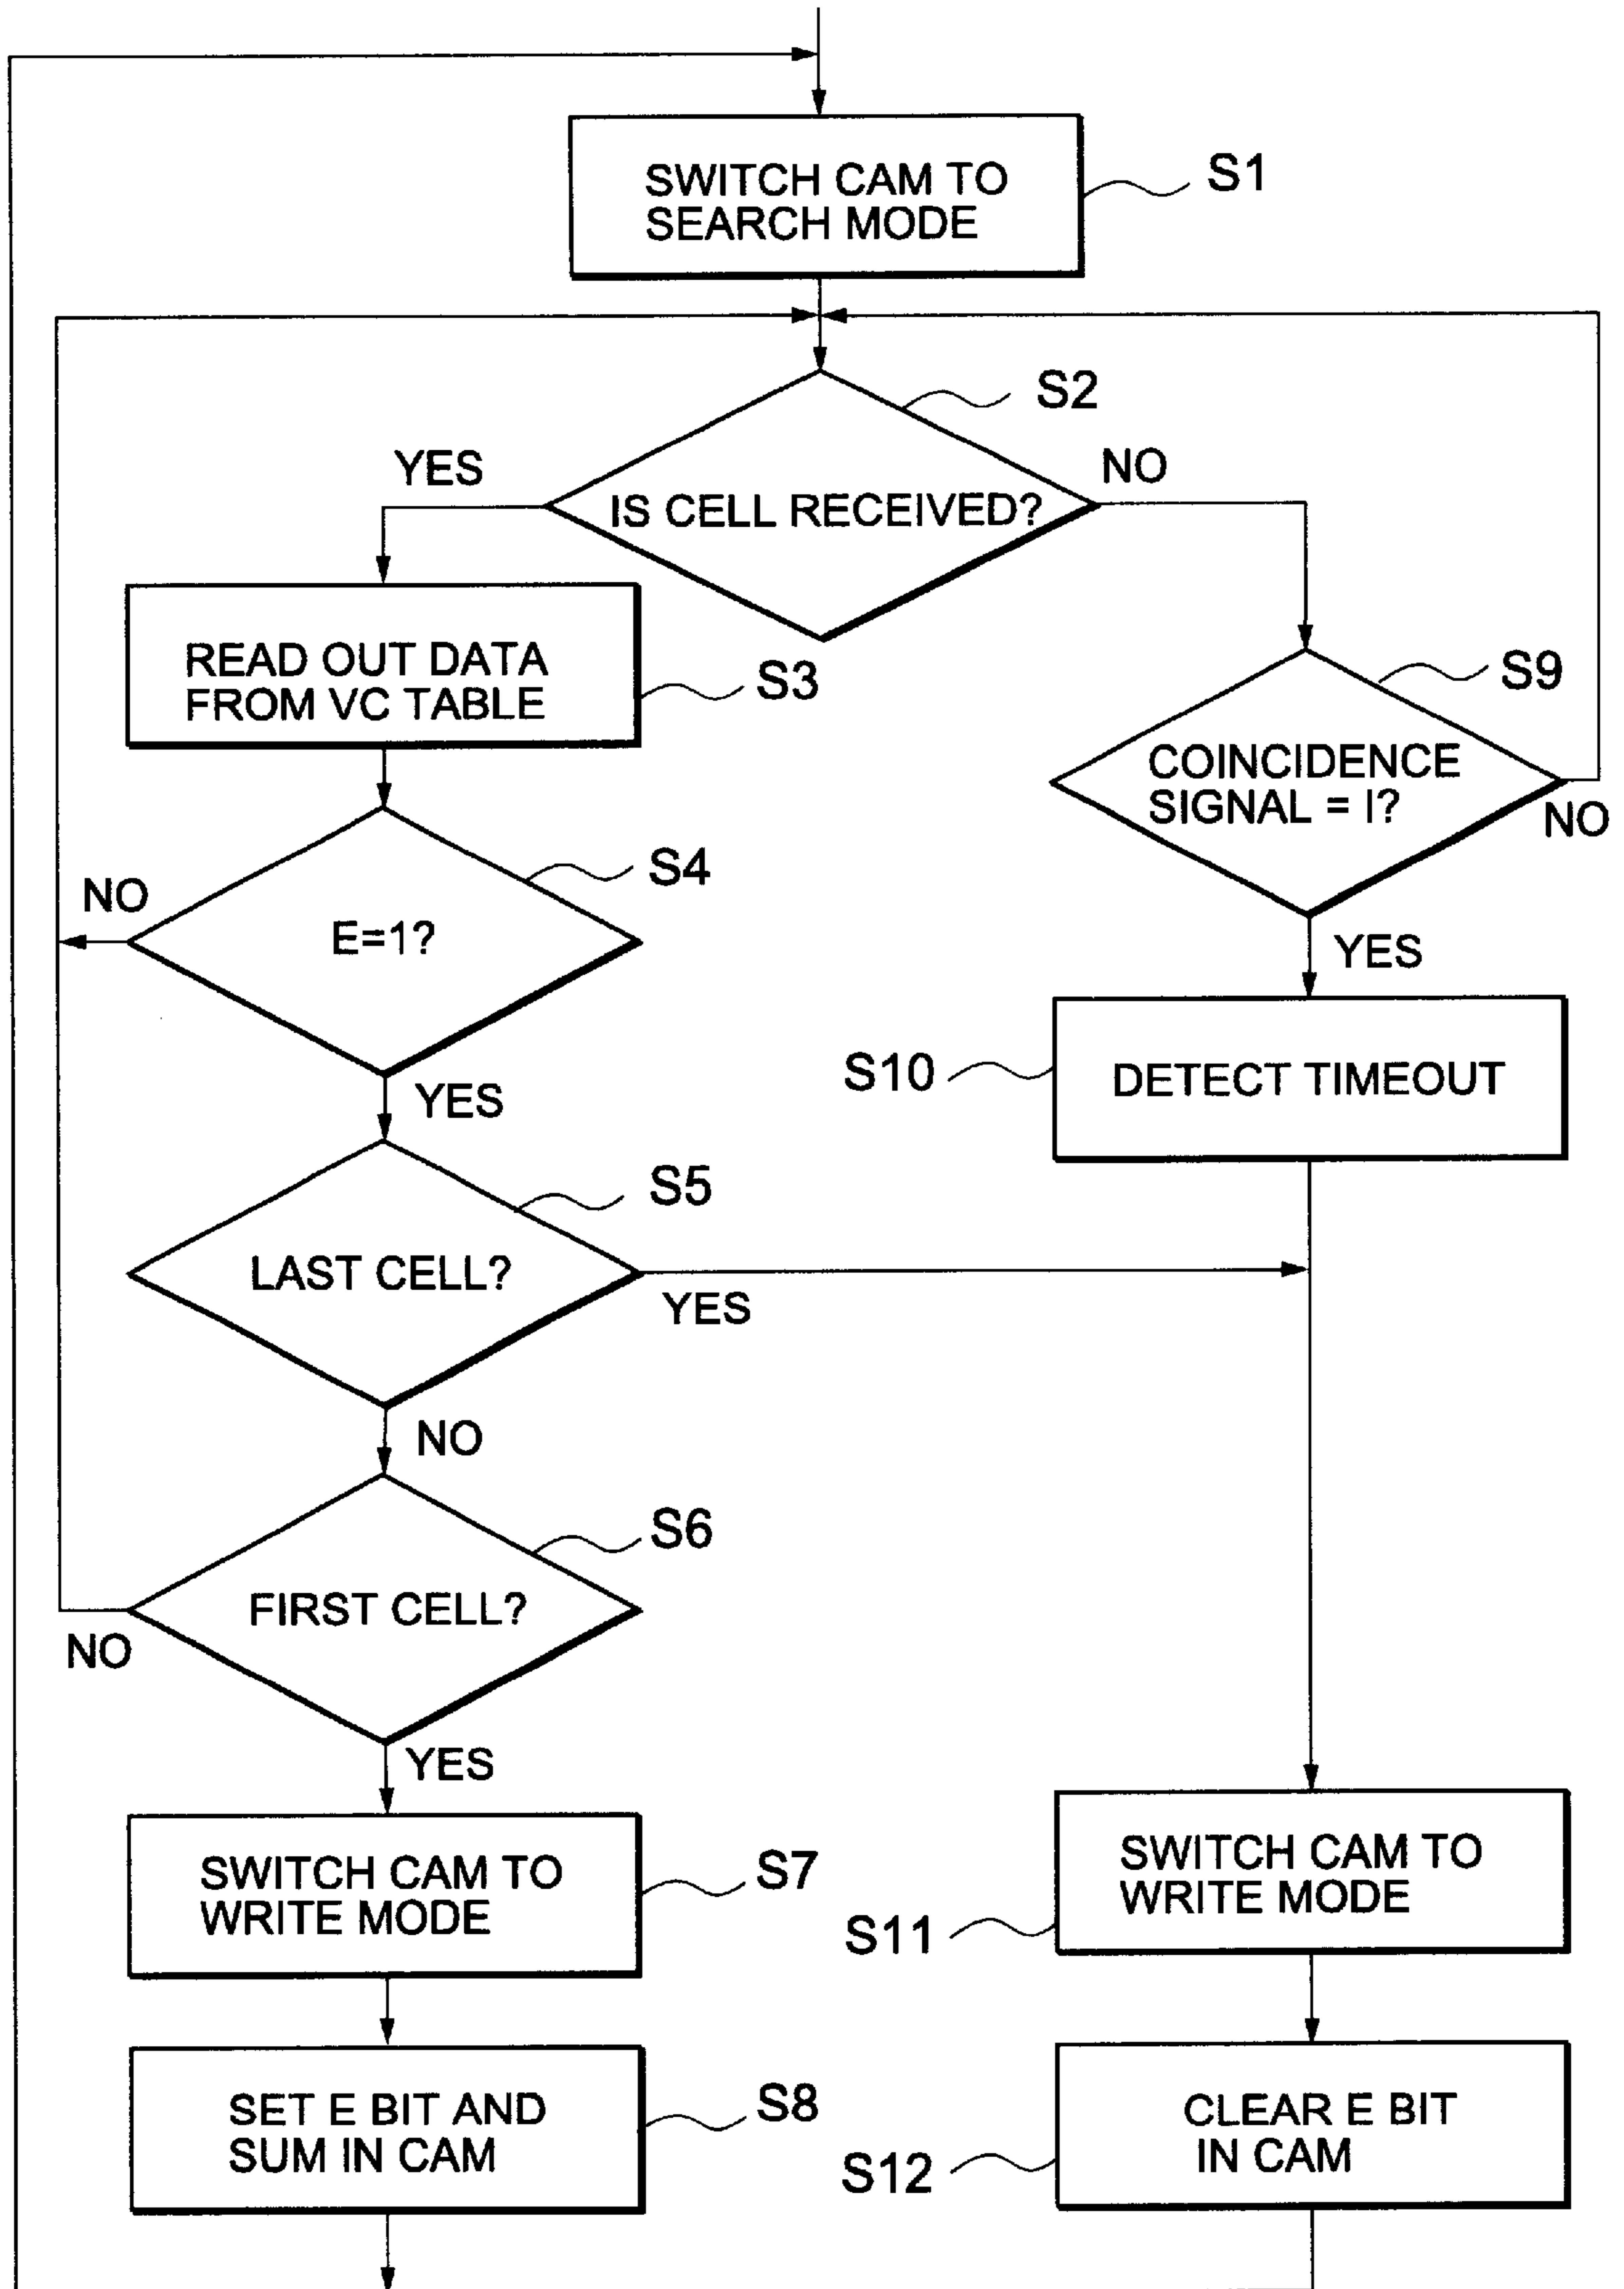 SWITCH CAM TO
SEARCH MODE
S1
S2
YES
NO
IS CELL RECEIVED?
READ OUT DATA
FROM VC TABLE
S3
S9
COINCIDENCE
SIGNAL = I?
NO
S4
NO
E=1?
YES
YES
S10
DETECT TIMEOUT
S5
LAST CELL?
YES
NO
S6
FIRST CELL?
NO
YES
SWITCH CAM TO
WRITE MODE
S7
SWITCH CAM TO
WRITE MODE
S11
SET E BIT AND
SUM IN CAM
S8
CLEAR E BIT
IN CAM
S12